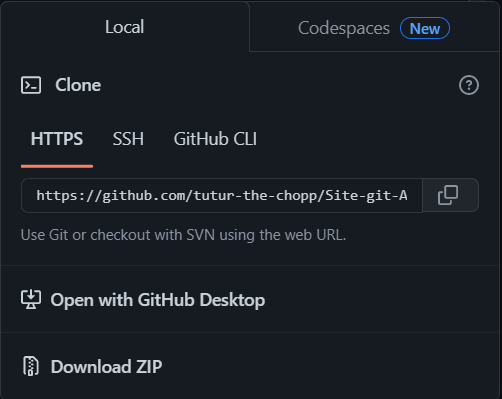 Local
Codespaces New
Clone
HTTPS SSH GitHub CLI
https://github.com/tutur-the-chopp/Site-git-A
Use Git or checkout with SVN using the web URL.
Open with GitHub Desktop
Download ZIP